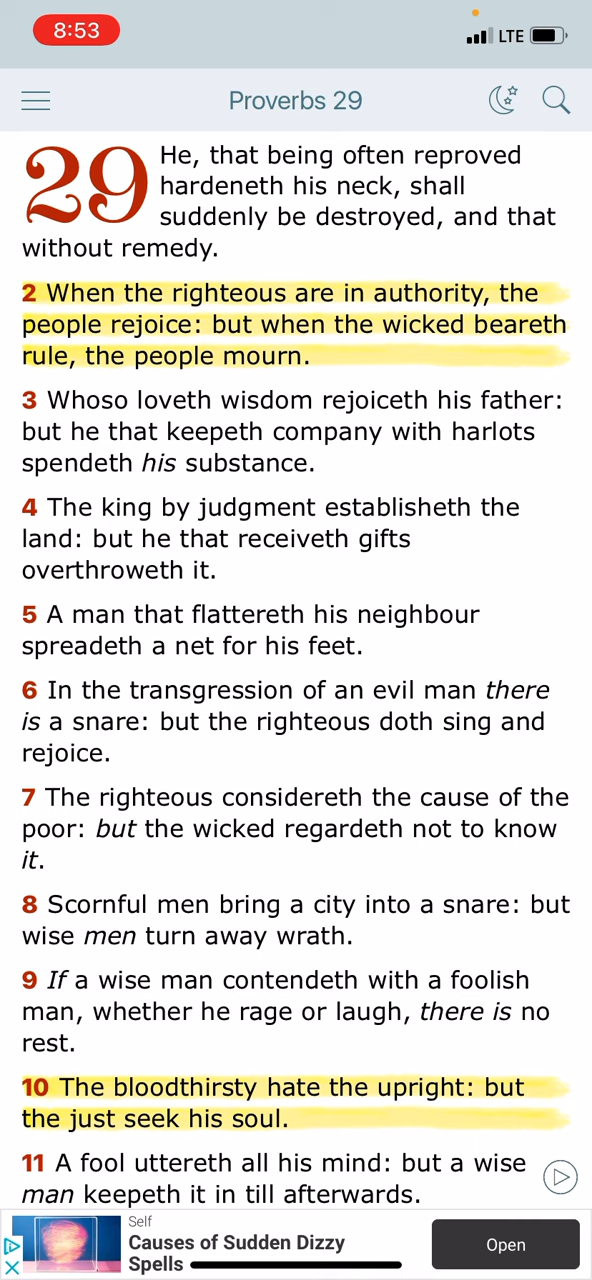 8:53
LTE
Proverbs 29
29 He, that being often reproved
hardeneth his neck, shall
suddenly be destroyed, and that
without remedy.
2 When the righteous are in authority, the
people rejoice: but when the wicked beareth
rule, the people mourn.
3 Whoso loveth wisdom rejoiceth his father:
but he that keepeth company with harlots
spendeth his substance.
4 The king by judgment establisheth the
land: but he that receiveth gifts
overthroweth it.
5 A man that flattereth his neighbour
spreadeth a net for his feet.
6 In the transgression of an evil man there
is a snare: but the righteous doth sing and
rejoice.
7 The righteous considereth the cause of the
poor: but the wicked regardeth not to know
it.
8 Scornful men bring a city into a snare: but
wise men turn away wrath.
9 If a wise man contendeth with a foolish
man, whether he rage or laugh, there is no
rest.
10 The bloodthirsty hate the upright: but
the just seek his soul.
11 A fool uttereth all his mind: but a wise
man keepeth it in till afterwards.
Self
Causes of Sudden Dizzy
Spells
Open